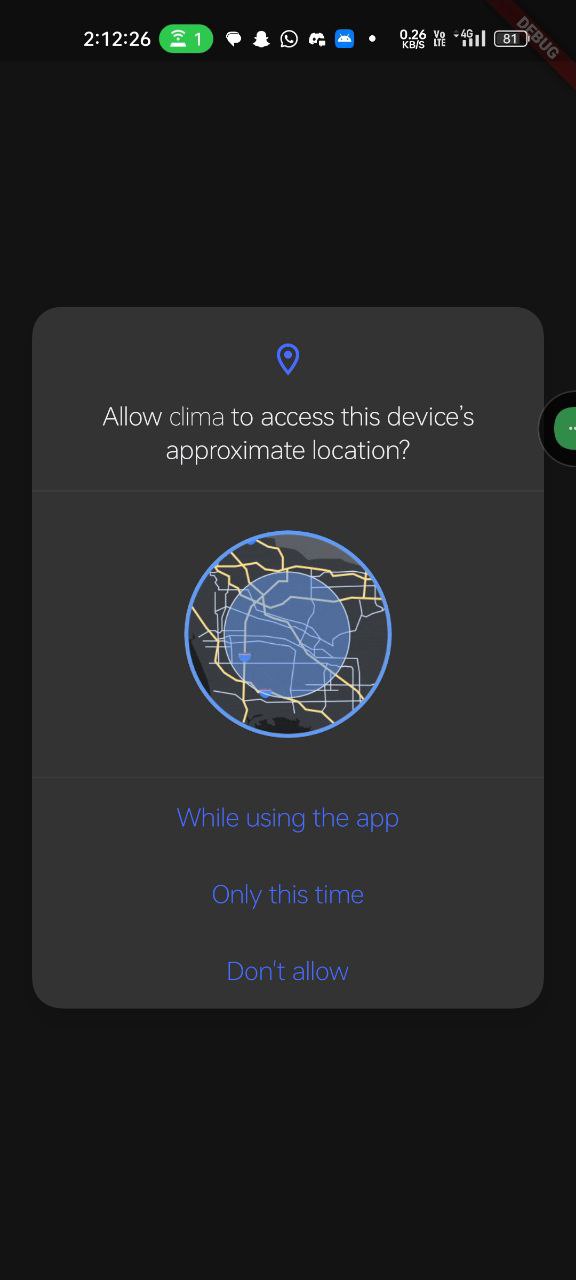 2:12:26 1 0.26 KB/S Vo LTE 4G 81
DEBUG
Allow clima to access this device's
approximate location?
While using the app
Only this time
Don't allow